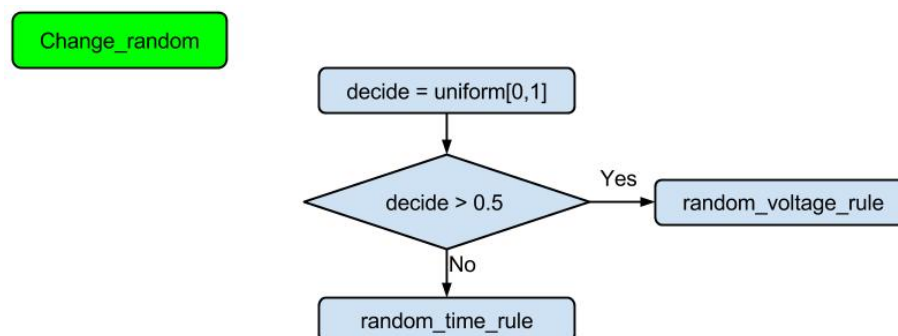 Change_random
decide = uniform[0,1]
decide > 0.5
Yes
random_voltage_rule
No
random_time_rule